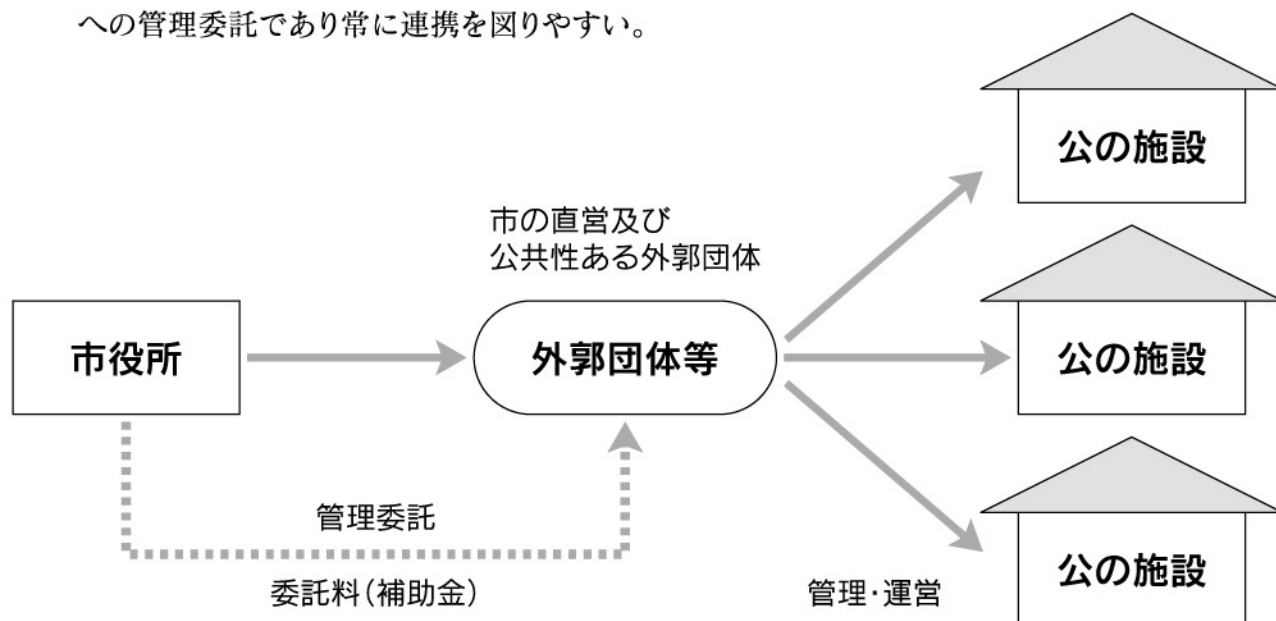 への管理委託であり常に連携を図りやすい。
公の施設
市の直営及び
公共性ある外郭団体
市役所
外郭団体等
公の施設
管理委託
委託料(補助金)
管理・運営
公の施設